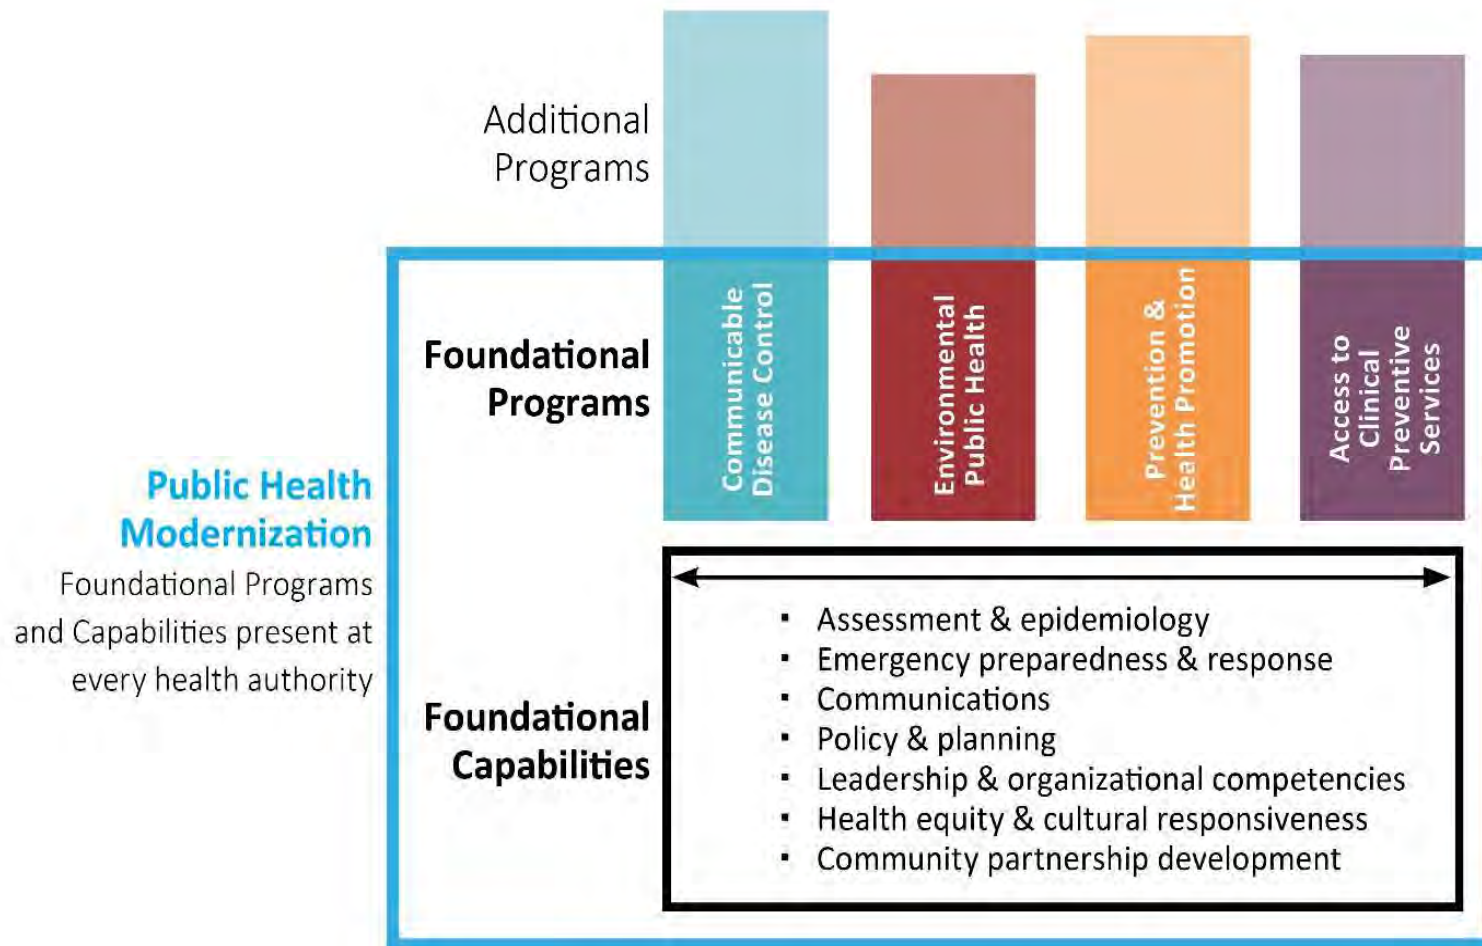 Additional
Programs
Foundational
Programs
Communicable
Disease Control
Environmental
Public Health
Prevention &
Health Promotion
Access to
Clinical
Preventive
Services
Public Health
Modernization
Foundational Programs
and Capabilities present at
every health authority
Foundational
Capabilities
▪ Assessment & epidemiology
▪ Emergency preparedness & response
▪ Communications
▪ Policy & planning
▪ Leadership & organizational competencies
▪ Health equity & cultural responsiveness
▪ Community partnership development